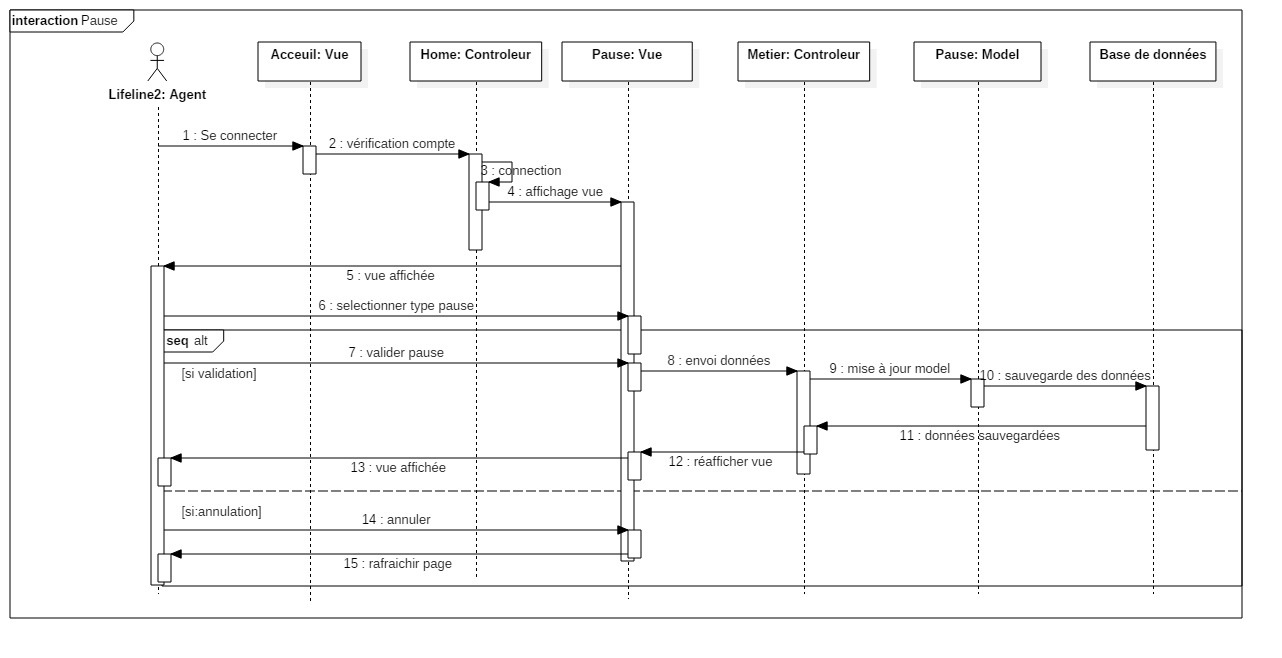 interaction Pause
Acceuil: Vue
Home: Controleur
Pause: Vue
Metier: Controleur
Pause: Model
Base de données
Lifeline2: Agent
1 : Se connecter
2 : vérification compte
3 : connection
4 : affichage vue
5 : vue affichée
6 : selectionner type pause
seq alt
7 : valider pause
[si validation]
8 : envoi données
9 : mise à jour model
10 : sauvegarde des données
11 : données sauvegardées
12 : réafficher vue
13 : vue affichée
[si:annulation]
14 : annuler
15 : rafraichir page